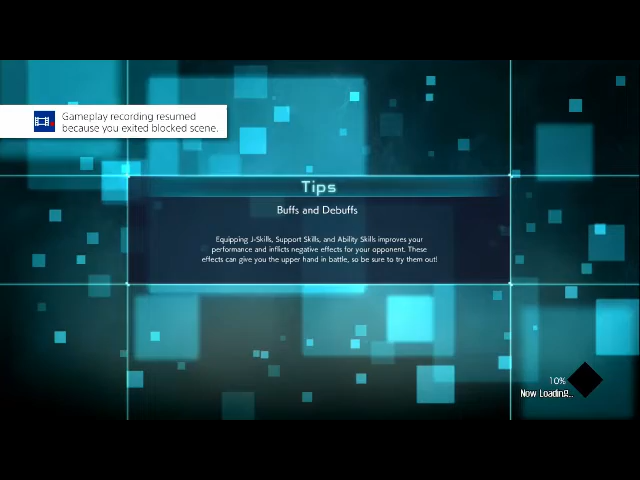 Gameplay recording resumed
because you exited blocked scene.
Tips
Buffs and Debuffs
Equipping J-Skills, Support Skills, and Ability Skills improves your
performance and inflicts negative effects for your opponent. These
effects can give you the upper hand in battle, so be sure to try them out!
10%
Now Loading...